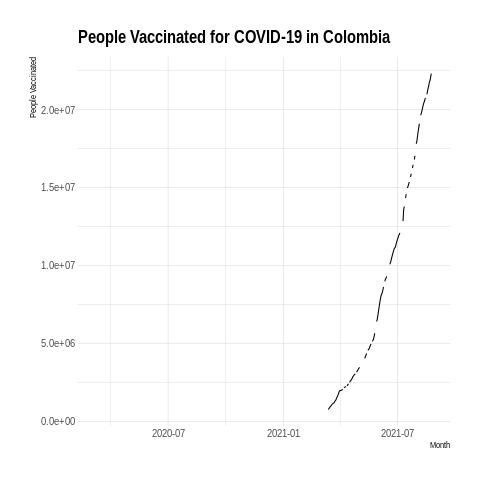 People Vaccinated for COVID-19 in Colombia
People Vaccinated
2.0e+07
1.5e+07
1.0e+07
5.0e+06
0.0e+00
2020-07
2021-01
2021-07
Month